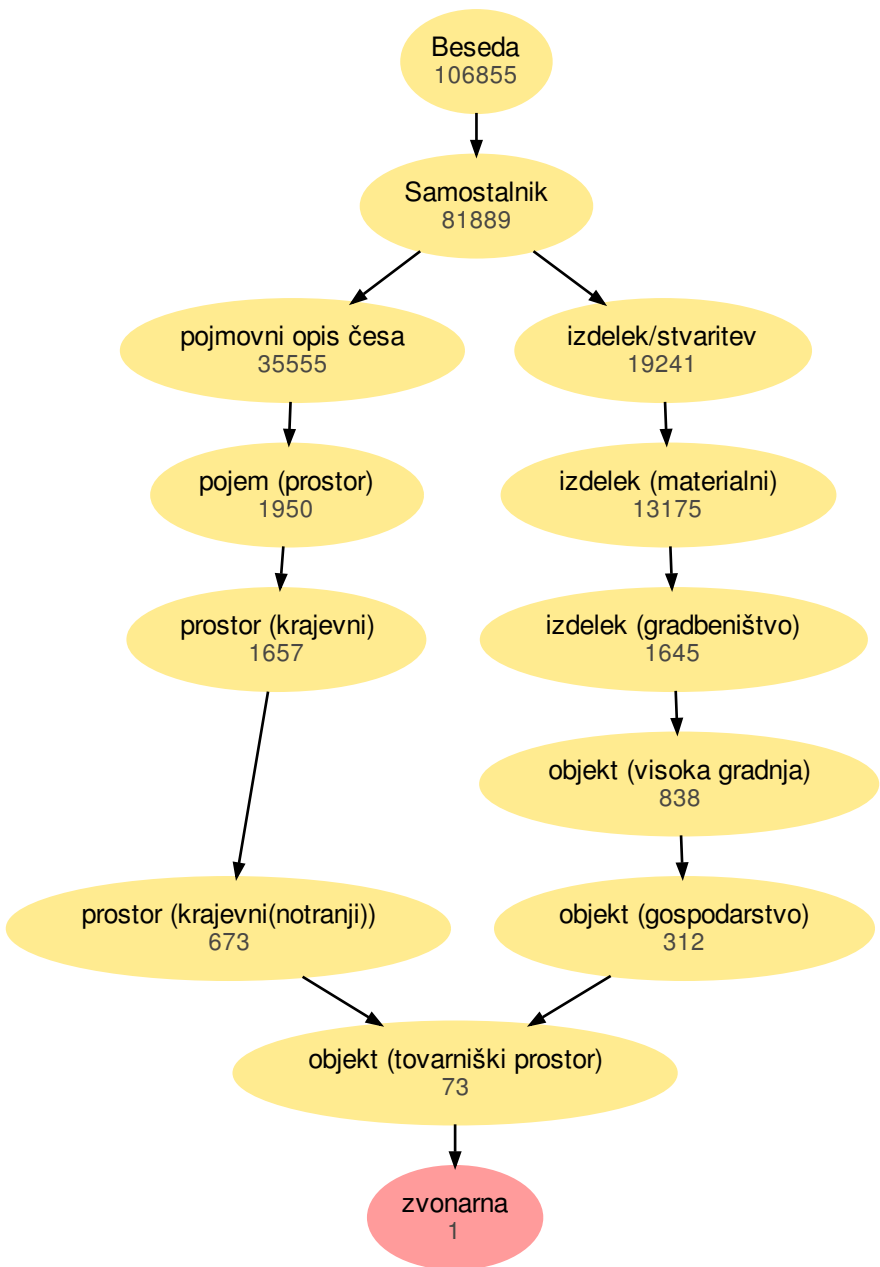 Beseda
106855
Samostalnik
81889
pojmovni opis česa
35555
izdelek/stvaritev
19241
pojem (prostor)
1950
izdelek (materialni)
13175
prostor (krajevni)
1657
izdelek (gradbeništvo)
1645
objekt (visoka gradnja)
838
prostor (krajevni(notranji))
673
objekt (gospodarstvo)
312
objekt (tovarniški prostor)
73
zvonarna
1